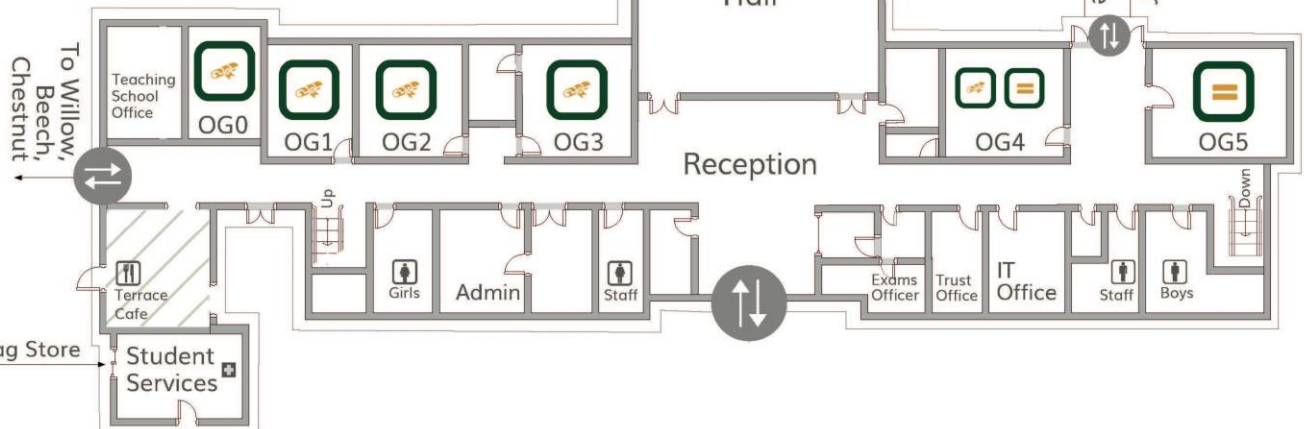 Hall
To Willow,
Beech,
Chestnut
Teaching
School
Office
OG0
OG1
OG2
OG3
OG4
OG5
Reception
Up
Down
Terrace
Cafe
Girls
Admin
Staff
Exams
Officer
Trust
Office
IT
Office
Staff
Boys
ag Store
Student
Services